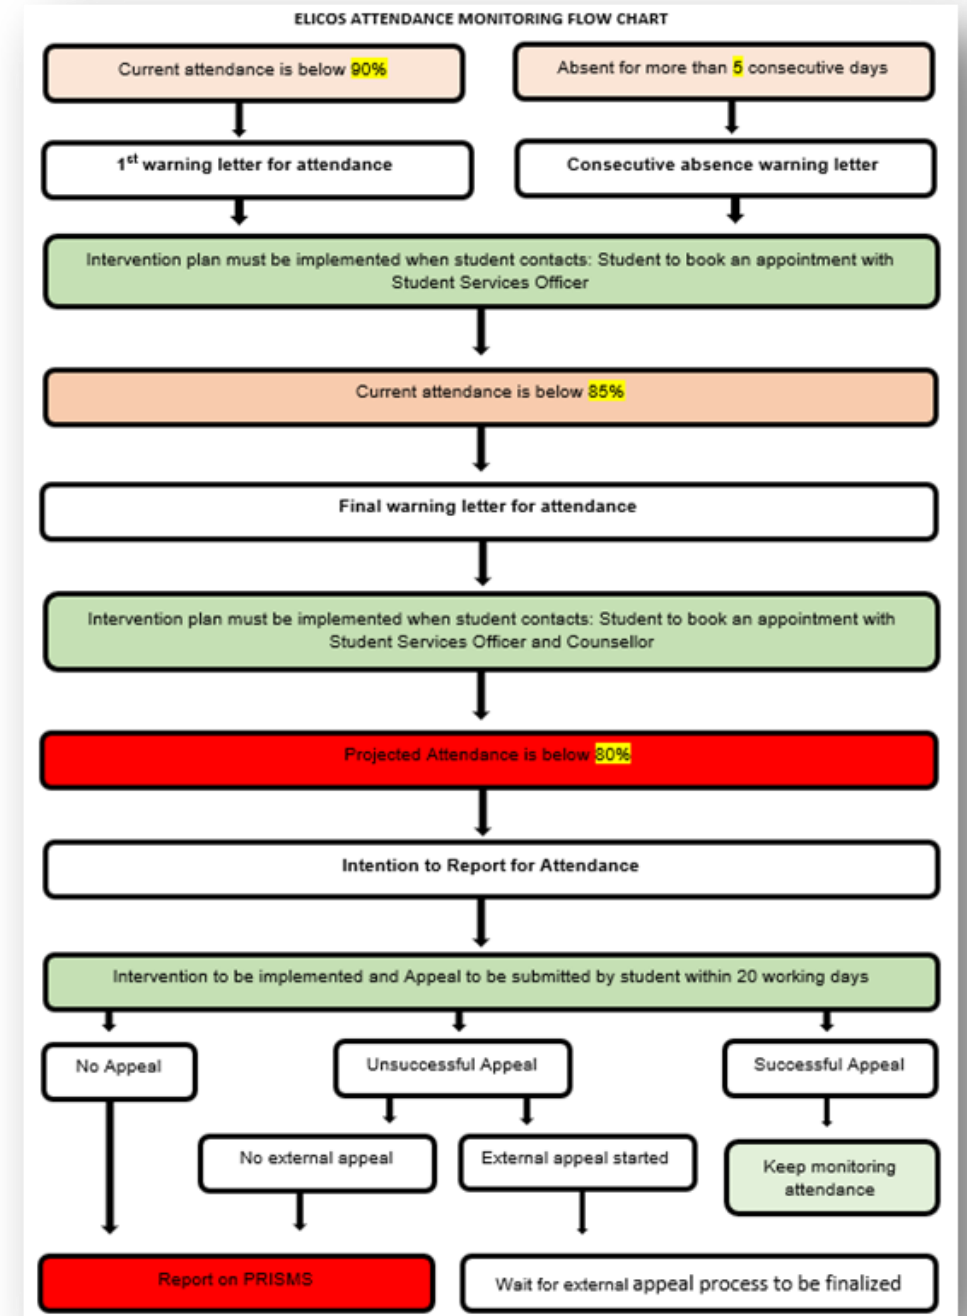 ELICOS ATTENDANCE MONITORING FLOW CHART
Current attendance is below 90%
Absent for more than 5 consecutive days
1st warning letter for attendance
Consecutive absence warning letter
Intervention plan must be implemented when student contacts: Student to book an appointment with
Student Services Officer
Current attendance is below 85%
Final warning letter for attendance
Intervention plan must be implemented when student contacts: Student to book an appointment with
Student Services Officer and Counsellor
Projected Attendance is below 80%
Intention to Report for Attendance
Intervention to be implemented and Appeal to be submitted by student within 20 working days
No Appeal
Unsuccessful Appeal
Successful Appeal
No external appeal
External appeal started
Keep monitoring
attendance
Report on PRISMS
Wait for external appeal process to be finalized